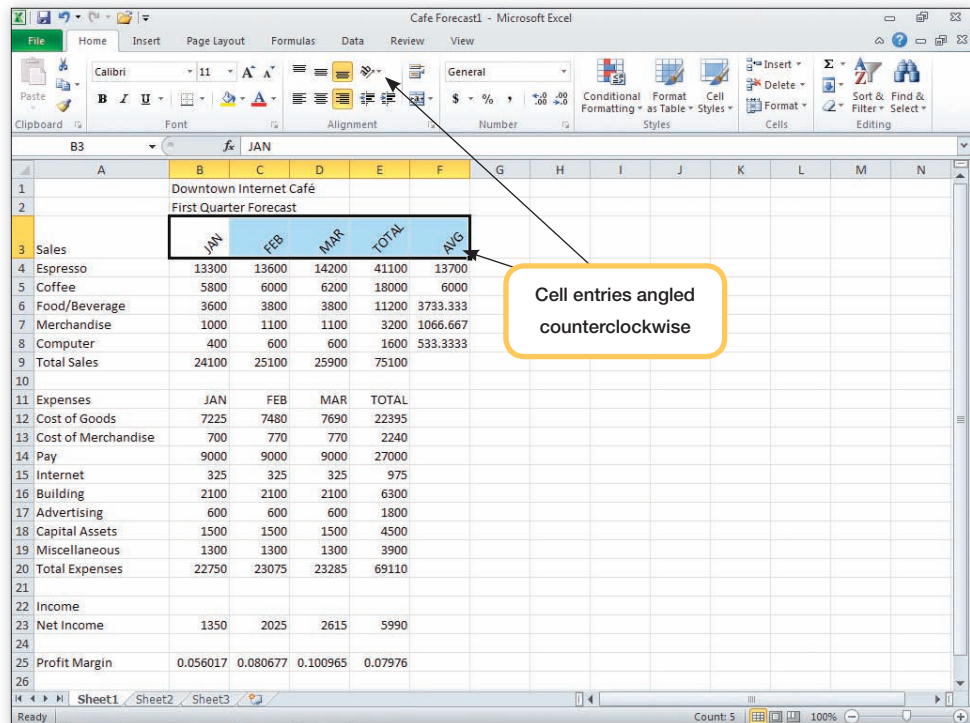 Cafe Forecast1 - Microsoft Excel
File Home Insert Page Layout Formulas Data Review View
Paste
Calibri 11 A A
B I U A
General
$ % , .0 .00 .00 .0
Conditional Formatting Format as Table Cell Styles
Insert
Delete
Format
Σ Sort & Filter Find & Select
Clipboard Font Alignment Number Styles Cells Editing
B3 fx JAN
A B C D E F G H I J K L M N
1 Downtown Internet Café
2 First Quarter Forecast
3 Sales JAN FEB MAR TOTAL AVG
4 Espresso 13300 13600 14200 41100 13700
5 Coffee 5800 6000 6200 18000 6000
6 Food/Beverage 3600 3800 3800 11200 3733.333
7 Merchandise 1000 1100 1100 3200 1066.667
8 Computer 400 600 600 1600 533.3333
9 Total Sales 24100 25100 25900 75100
10
11 Expenses JAN FEB MAR TOTAL
12 Cost of Goods 7225 7480 7690 22395
13 Cost of Merchandise 700 770 770 2240
14 Pay 9000 9000 9000 27000
15 Internet 325 325 325 975
16 Building 2100 2100 2100 6300
17 Advertising 600 600 600 1800
18 Capital Assets 1500 1500 1500 4500
19 Miscellaneous 1300 1300 1300 3900
20 Total Expenses 22750 23075 23285 69110
21
22 Income
23 Net Income 1350 2025 2615 5990
24
25 Profit Margin 0.056017 0.080677 0.100965 0.07976
26
Cell entries angled
counterclockwise
Sheet1 Sheet2 Sheet3
Ready Count: 5 100%